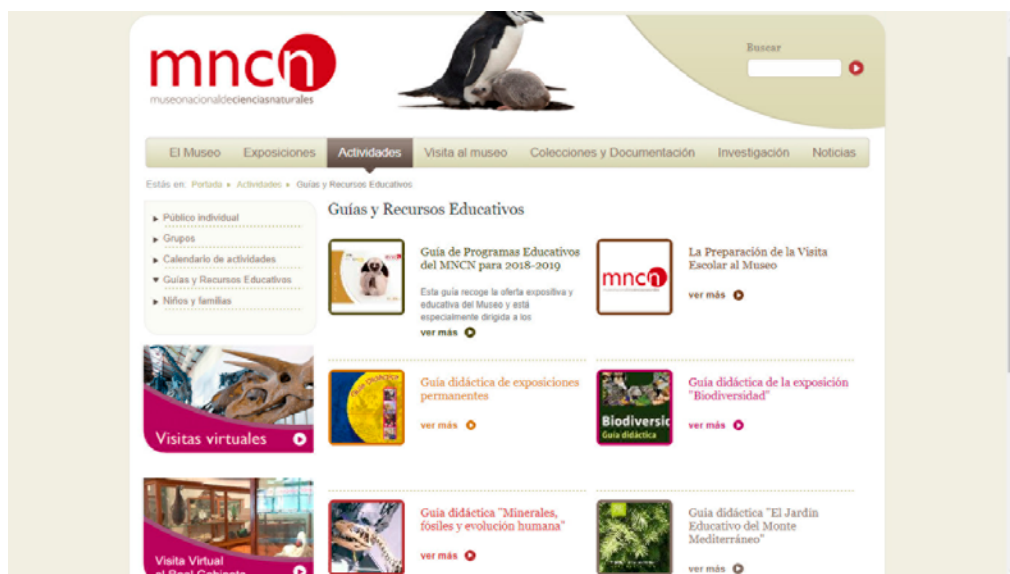 mncn
museonacionaldecienciasnaturales
Buscar
El Museo Exposiciones Actividades Visita al museo Colecciones y Documentación Investigación Noticias
Estás en: Portada ▸ Actividades ▸ Guías y Recursos Educativos
Público individual
Grupos
Calendario de actividades
Guías y Recursos Educativos
Niños y familias
Visitas virtuales
Visita Virtual
al Real Gabinete
Guías y Recursos Educativos
Guía de Programas Educativos
del MNCN para 2018-2019
Esta guía recoge la oferta expositiva y
educativa del Museo y está
especialmente dirigida a los
ver más
mncn
La Preparación de la Visita
Escolar al Museo
ver más
Guía didáctica de exposiciones
permanentes
ver más
Biodiversid
Guía didáctica
Guía didáctica de la exposición
"Biodiversidad"
ver más
Guía didáctica "Minerales,
fósiles y evolución humana"
ver más
Guía didáctica "El Jardín
Educativo del Monte
Mediterráneo"
ver más